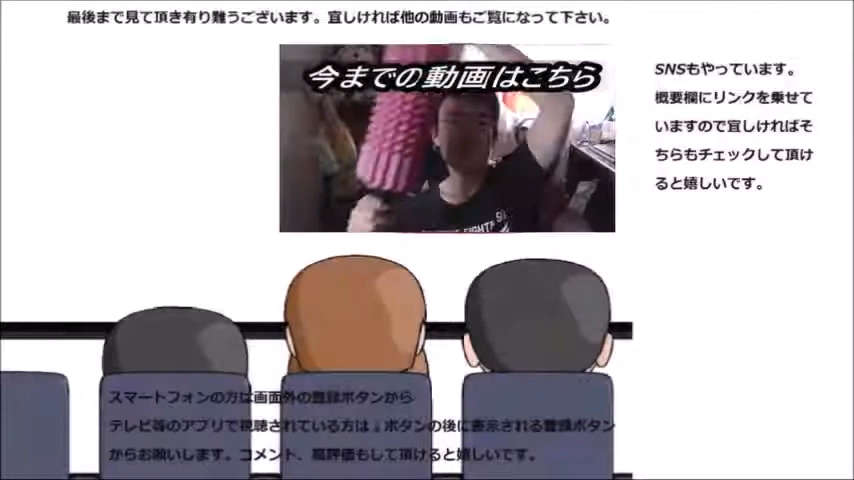 最後まで見て頂き有り難うございます。宜しければ他の動画もご覧になって下さい。
今までの動画はこちら
SNSもやっています。
概要欄にリンクを乗せて
いますので宜しければそ
ちらもチェックして頂け
ると嬉しいです。
スマートフォンの方は画面外の登録ボタンから
テレビ等のアプリで視聴されている方は↓ボタンの後に表示される登録ボタン
からお願いします。コメント、高評価もして頂けると嬉しいです。